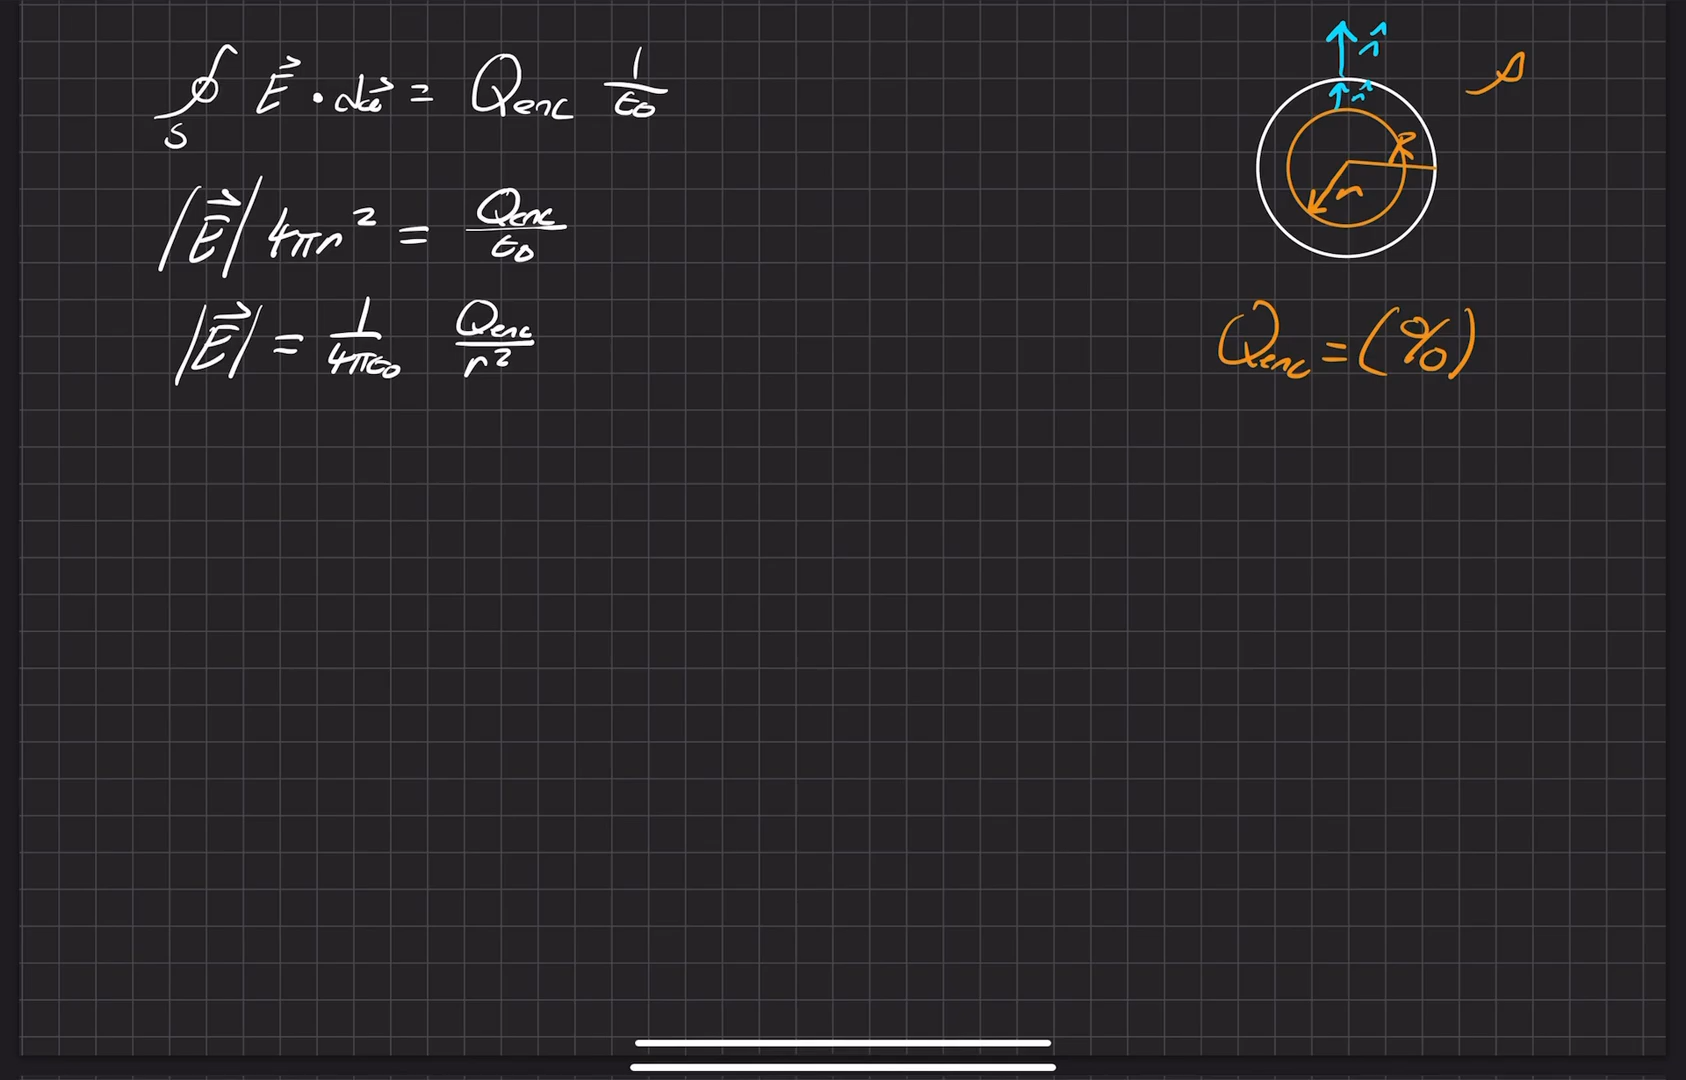 ∮_S E⃗ · da⃗ = Q_enc 1/ε₀
|E⃗| 4πr² = Q_enc/ε₀
|E⃗| = 1/4πε₀ Q_enc/r²
r̂
r̂
R
r
ρ
Q_enc = (%)